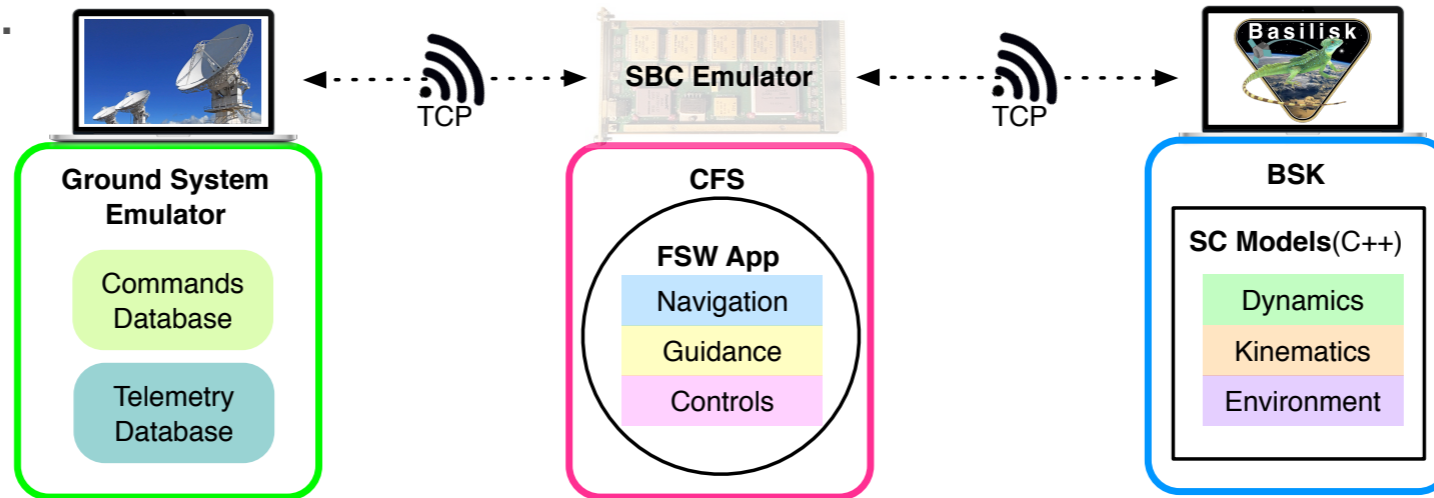 Basilisk
SBC Emulator
TCP
TCP
Ground System
Emulator
Commands
Database
Telemetry
Database
CFS
FSW App
Navigation
Guidance
Controls
BSK
SC Models(C++)
Dynamics
Kinematics
Environment